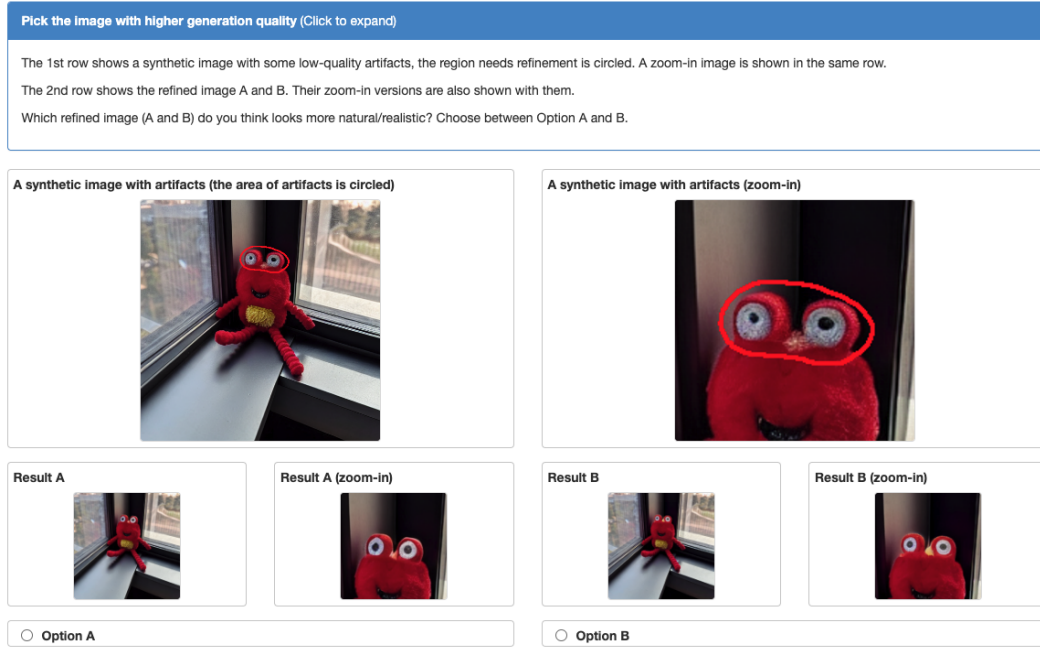 Pick the image with higher generation quality (Click to expand)
The 1st row shows a synthetic image with some low-quality artifacts, the region needs refinement is circled. A zoom-in image is shown in the same row.
The 2nd row shows the refined image A and B. Their zoom-in versions are also shown with them.
Which refined image (A and B) do you think looks more natural/realistic? Choose between Option A and B.
A synthetic image with artifacts (the area of artifacts is circled)
A synthetic image with artifacts (zoom-in)
Result A
Result A (zoom-in)
Result B
Result B (zoom-in)
Option A
Option B